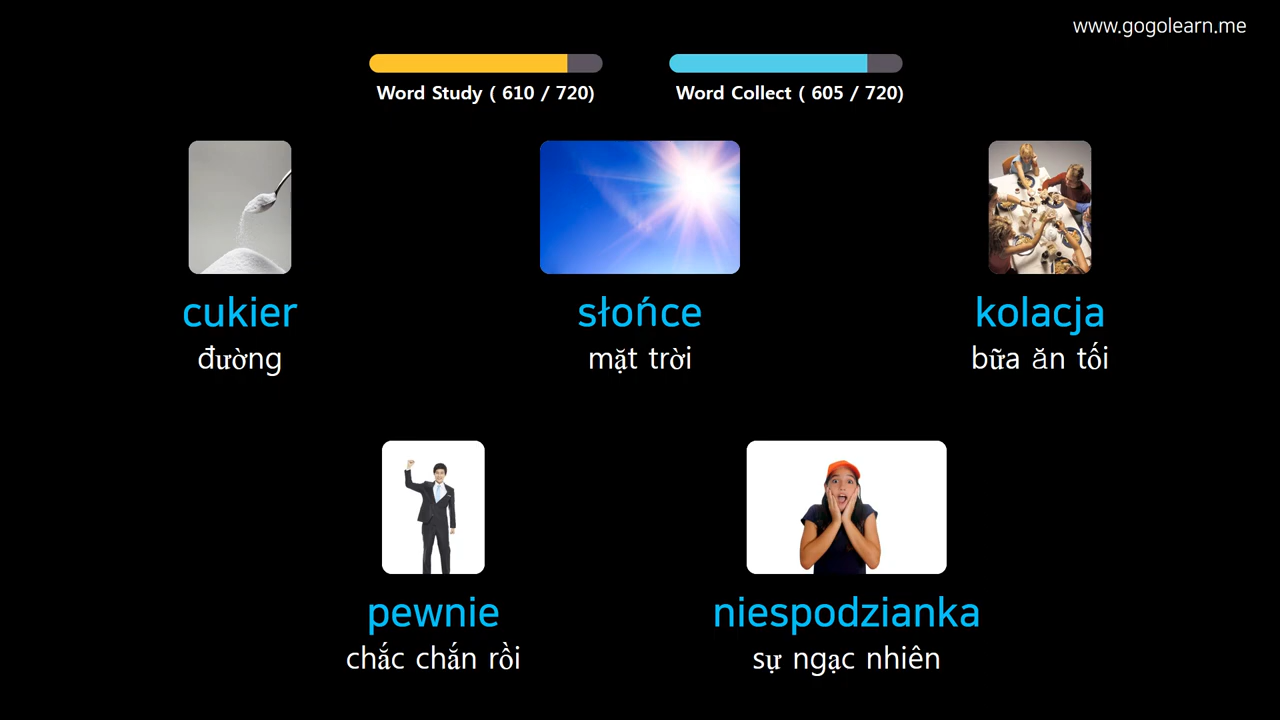 www.gogolearn.me
Word Study ( 610 / 720)
Word Collect ( 605 / 720)
cukier
đường
słońce
mặt trời
kolacja
bữa ăn tối
pewnie
chắc chắn rồi
niespodzianka
sự ngạc nhiên